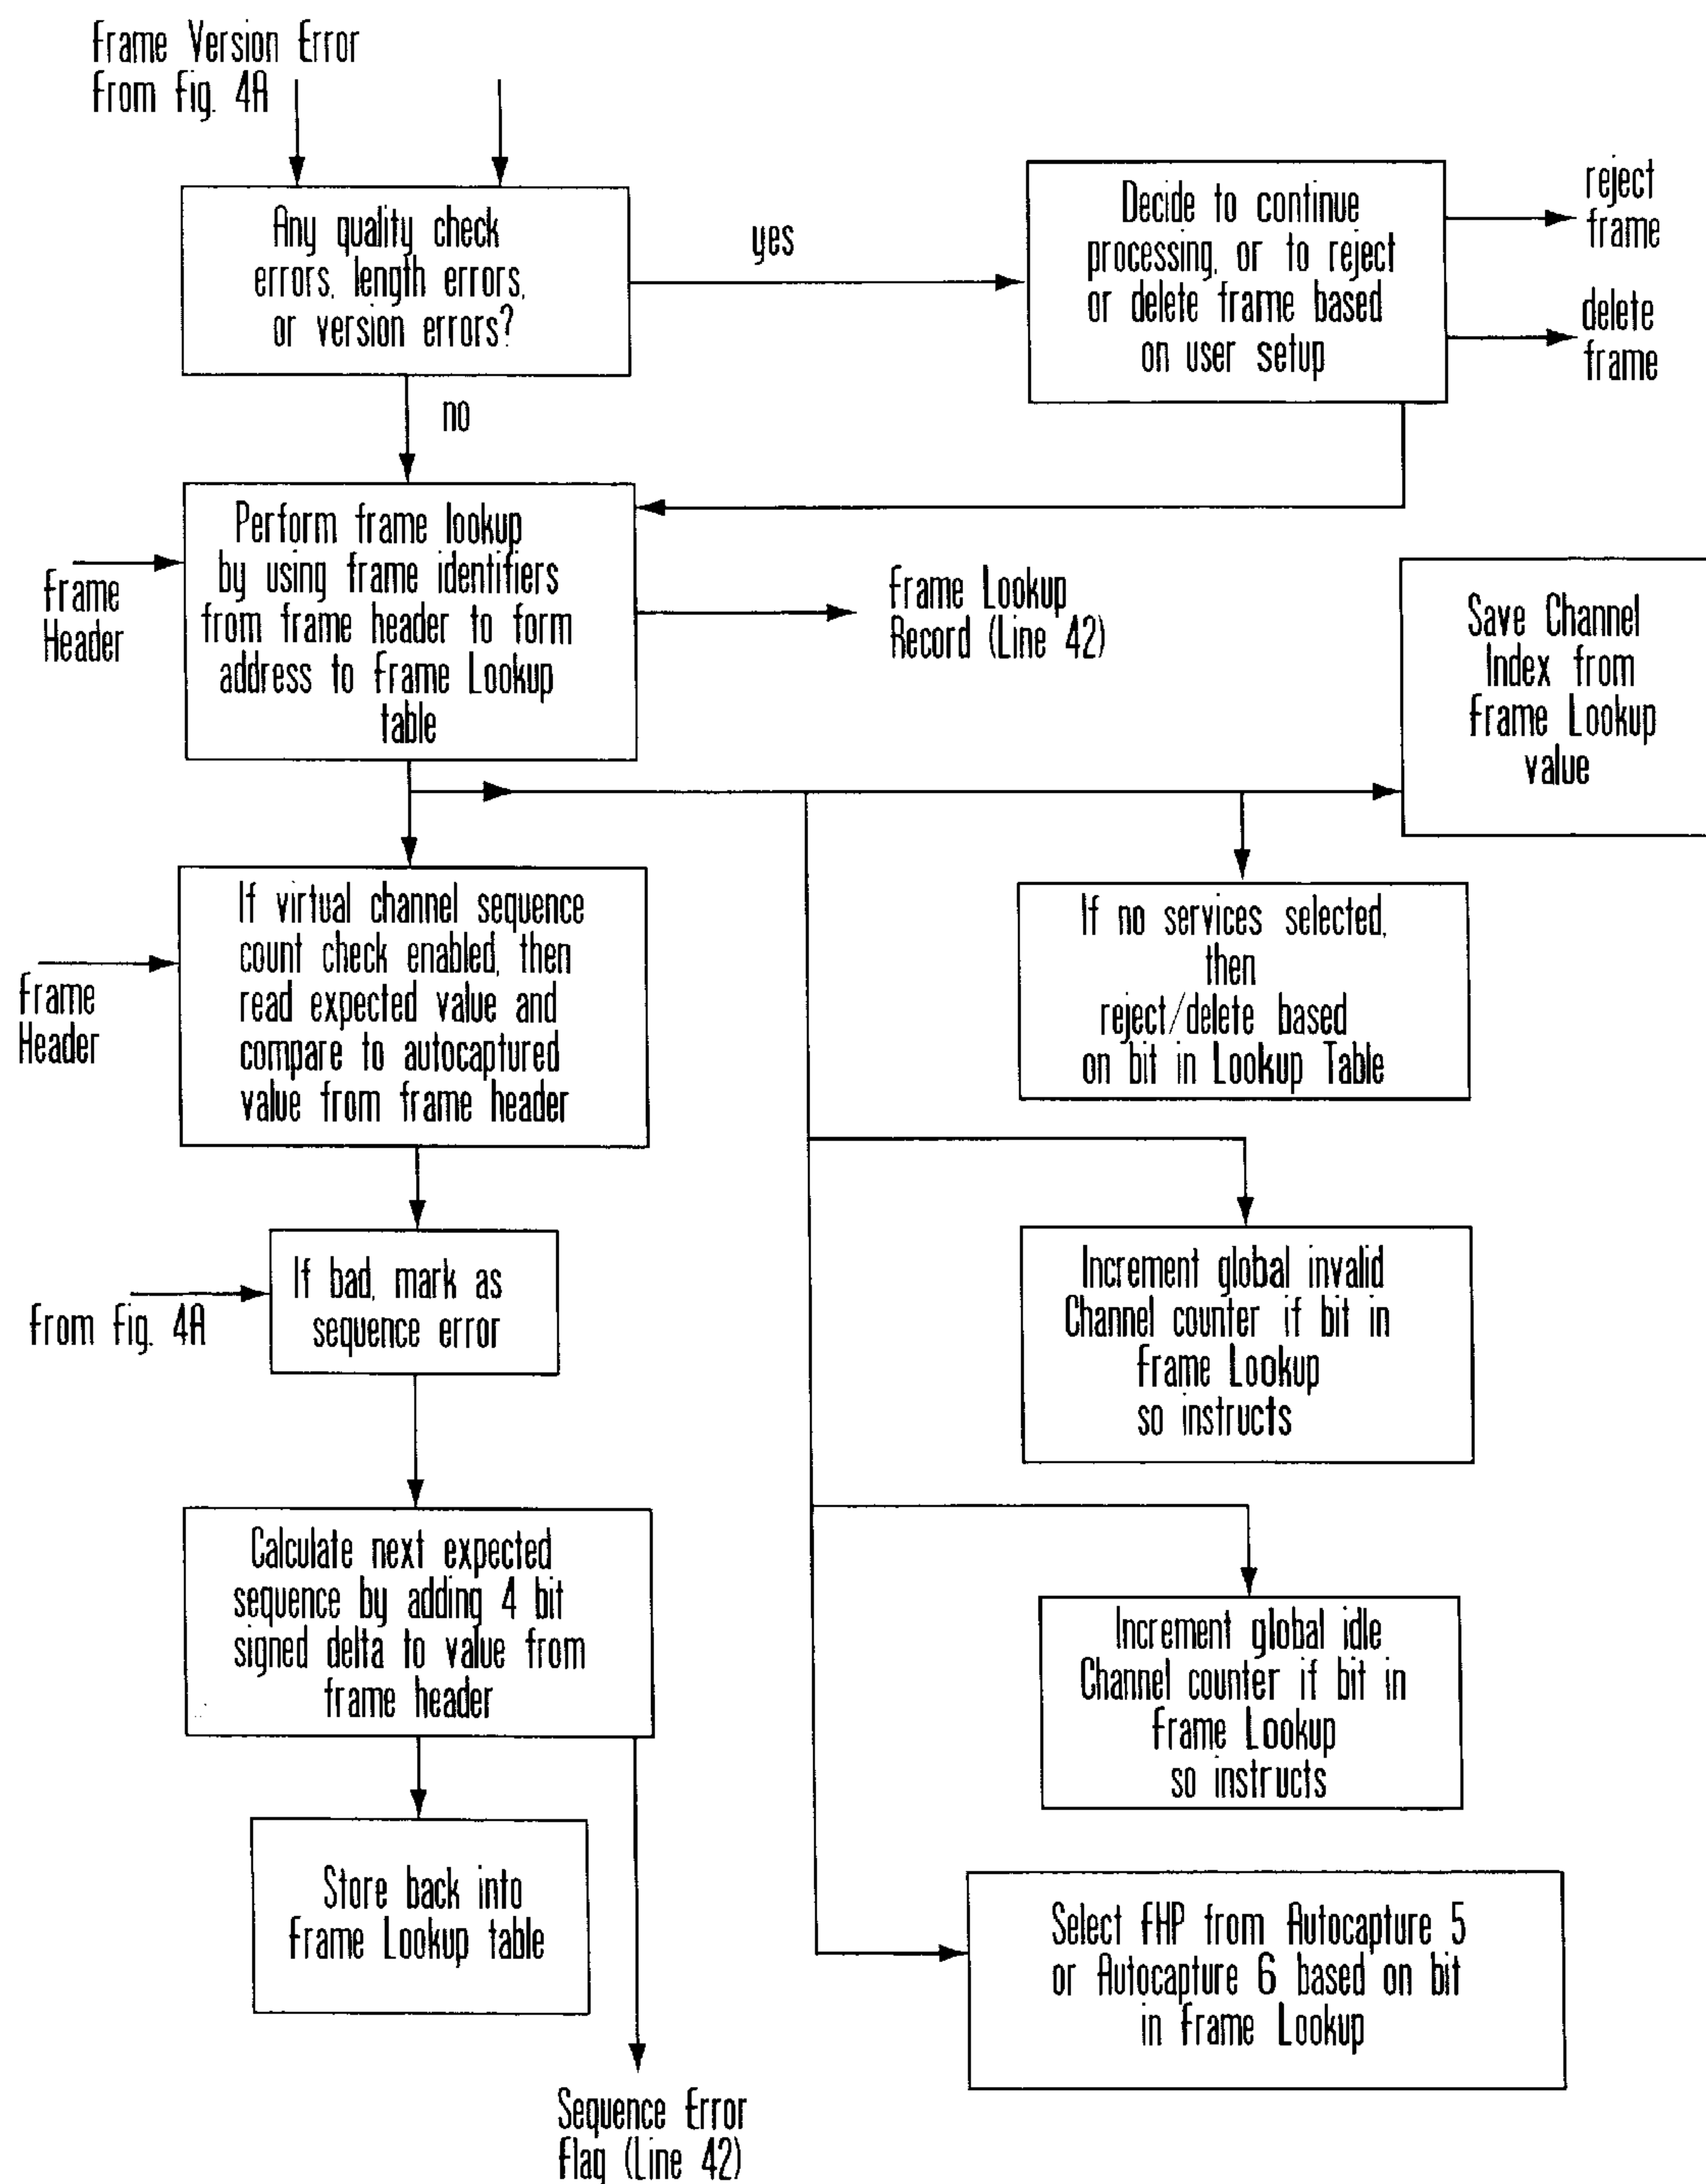 Frame Version Error
From Fig. 4A
Any quality check
errors, length errors,
or version errors?
yes
Decide to continue
processing, or to reject
or delete frame based
on user setup
reject
frame
delete
frame
no
Perform frame lookup
by using frame identifiers
from frame header to form
address to Frame Lookup
table
Frame
Header
Frame Lookup
Record (Line 42)
Save Channel
Index from
Frame Lookup
value
If virtual channel sequence
count check enabled, then
read expected value and
compare to autocaptured
value from frame header
Frame
Header
If no services selected,
then
reject/delete based
on bit in Lookup Table
If bad, mark as
sequence error
From Fig. 4A
Increment global invalid
Channel counter if bit in
Frame Lookup
so instructs
Calculate next expected
sequence by adding 4 bit
signed delta to value from
frame header
Increment global idle
Channel counter if bit in
Frame Lookup
so instructs
Store back into
Frame Lookup table
Select FHP from Autocapture 5
or Autocapture 6 based on bit
in Frame Lookup
Sequence Error
Flag (Line 42)